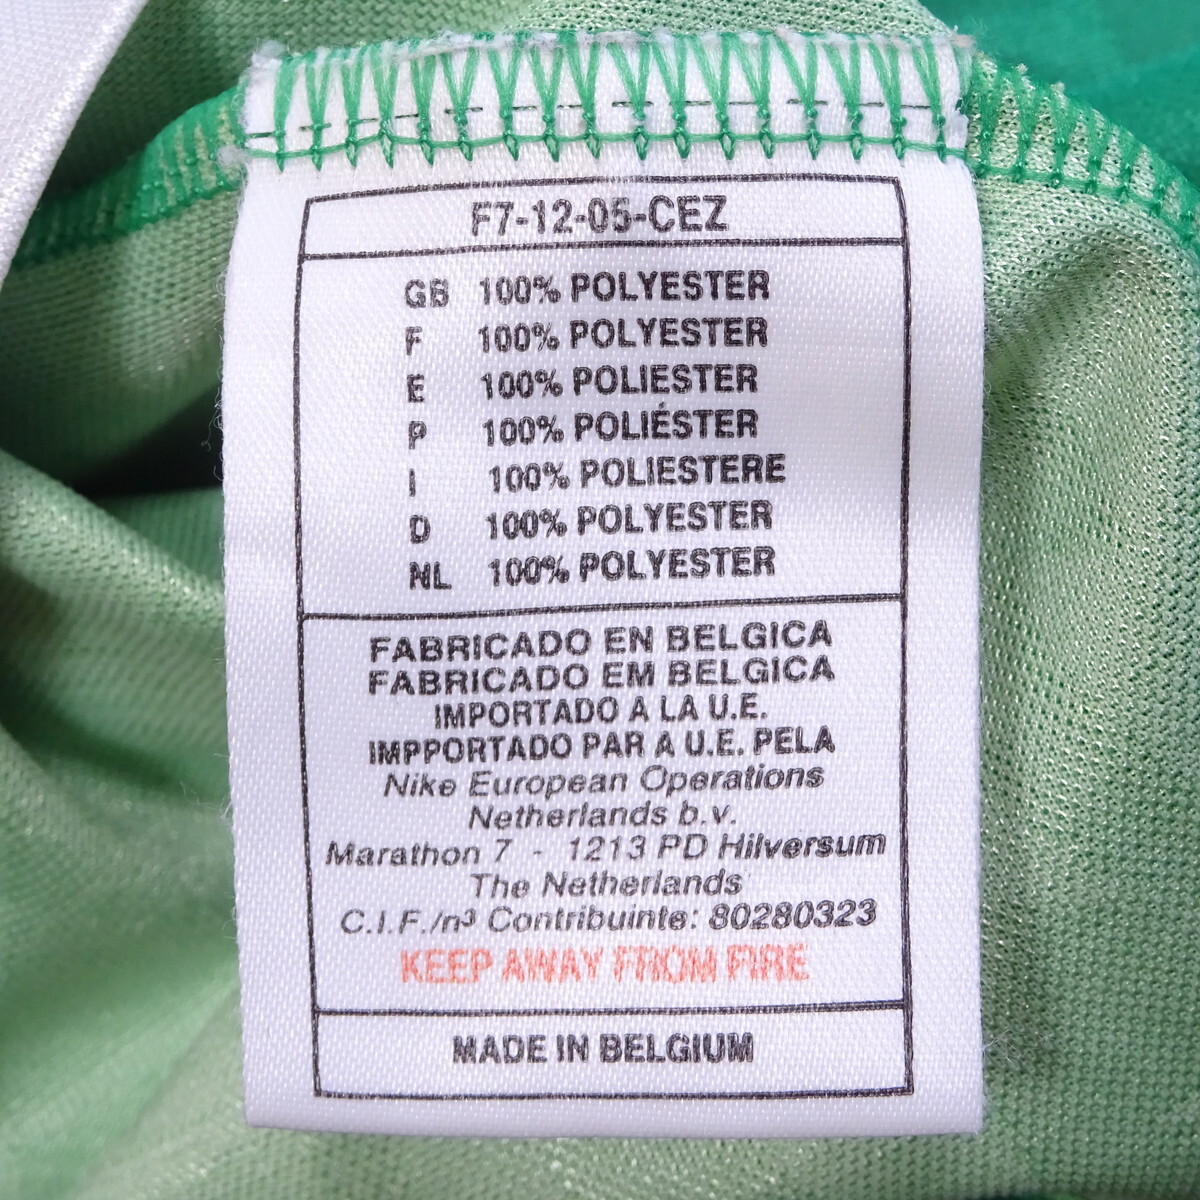 F7-12-05-CEZ
GB 100% POLYESTER
F 100% POLYESTER
E 100% POLIESTER
P 100% POLIÉSTER
I 100% POLIESTERE
D 100% POLYESTER
NL 100% POLYESTER
FABRICADO EN BELGICA
FABRICADO EM BELGICA
IMPORTADO A LA U.E.
IMPPORTADO PAR A U.E. PELA
Nike European Operations
Netherlands b.v.
Marathon 7 - 1213 PD Hilversum
The Netherlands
C.I.F./n³ Contribuinte: 80280323
KEEP AWAY FROM FIRE
MADE IN BELGIUM